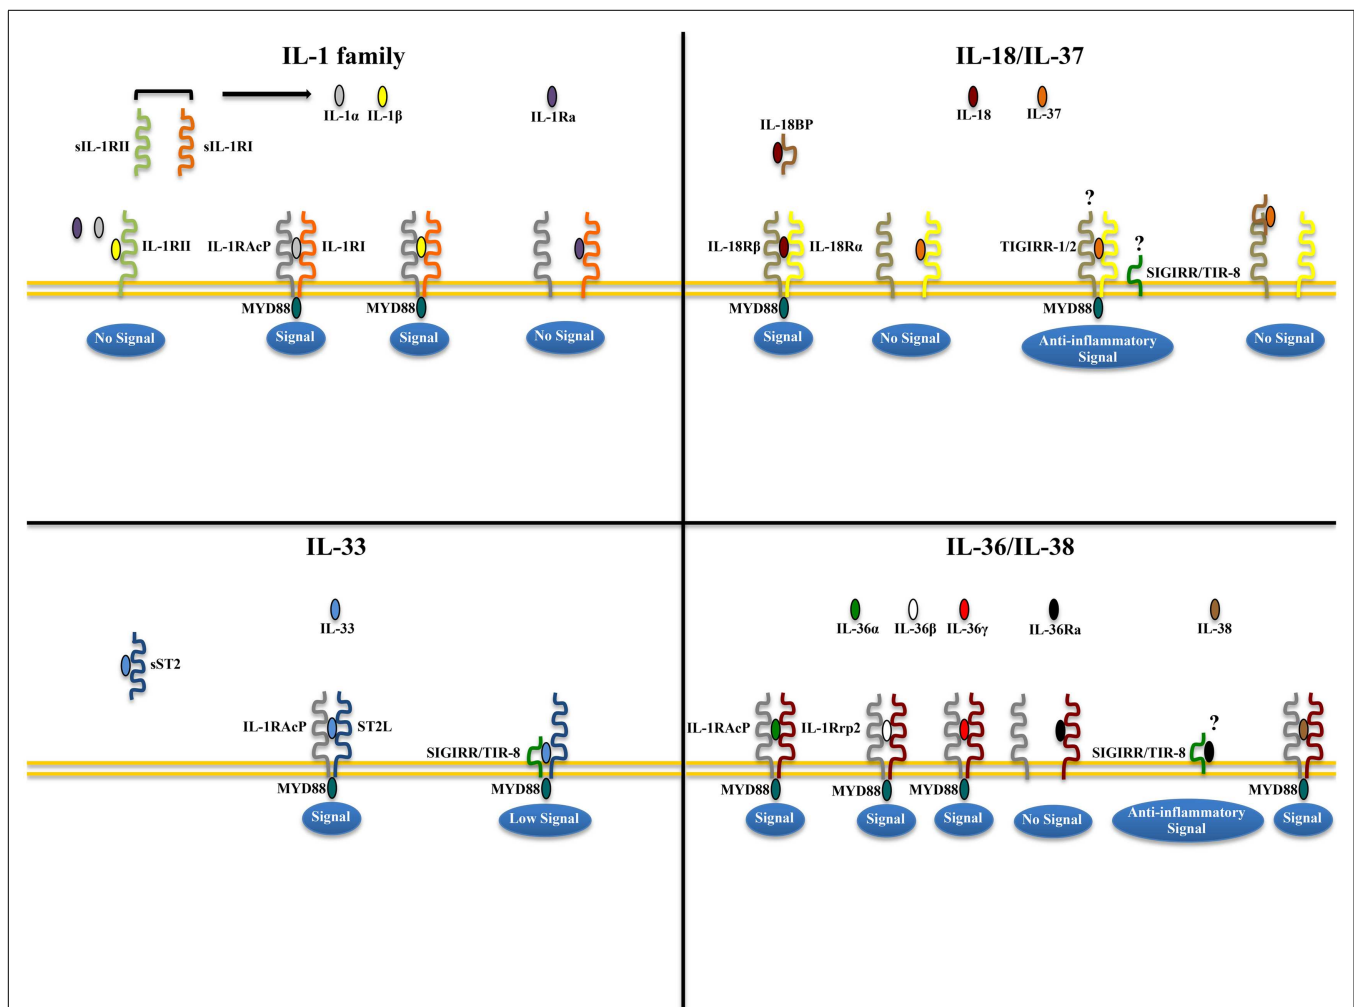 IL-1 family
IL-1α IL-1β
IL-1Ra
sIL-1RII
sIL-1RI
IL-1RII
IL-1RAcP
IL-1RI
MYD88
MYD88
No Signal
Signal
Signal
No Signal
IL-18/IL-37
IL-18
IL-37
IL-18BP
?
IL-18Rβ
IL-18Rα
TIGIRR-1/2
?
SIGIRR/TIR-8
MYD88
MYD88
Signal
No Signal
Anti-inflammatory
Signal
No Signal
IL-33
IL-33
sST2
IL-1RAcP
ST2L
SIGIRR/TIR-8
MYD88
MYD88
Signal
Low Signal
IL-36/IL-38
IL-36α
IL-36β
IL-36γ
IL-36Ra
IL-38
IL-1RAcP
IL-1Rrp2
?
SIGIRR/TIR-8
MYD88
MYD88
MYD88
MYD88
Signal
Signal
Signal
No Signal
Anti-inflammatory
Signal
Signal